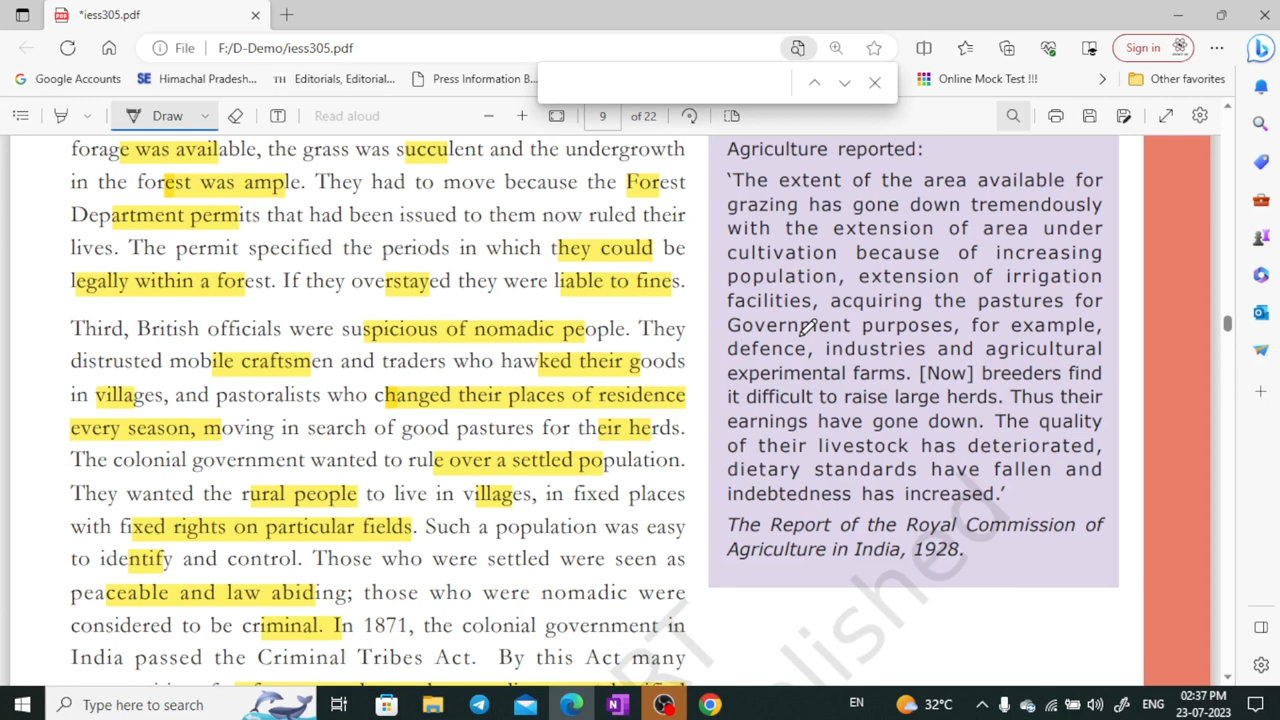 *iess305.pdf
File F:/D-Demo/iess305.pdf
Sign in
Google Accounts SE Himachal Pradesh... TH Editorials, Editorial... Press Information B... Online Mock Test !!! Other favorites
Draw Read aloud 9 of 22
forage was available, the grass was succulent and the undergrowth
in the forest was ample. They had to move because the Forest
Department permits that had been issued to them now ruled their
lives. The permit specified the periods in which they could be
legally within a forest. If they overstayed they were liable to fines.
Third, British officials were suspicious of nomadic people. They
distrusted mobile craftsmen and traders who hawked their goods
in villages, and pastoralists who changed their places of residence
every season, moving in search of good pastures for their herds.
The colonial government wanted to rule over a settled population.
They wanted the rural people to live in villages, in fixed places
with fixed rights on particular fields. Such a population was easy
to identify and control. Those who were settled were seen as
peaceable and law abiding; those who were nomadic were
considered to be criminal. In 1871, the colonial government in
India passed the Criminal Tribes Act. By this Act many
Agriculture reported:
‘The extent of the area available for
grazing has gone down tremendously
with the extension of area under
cultivation because of increasing
population, extension of irrigation
facilities, acquiring the pastures for
Government purposes, for example,
defence, industries and agricultural
experimental farms. [Now] breeders find
it difficult to raise large herds. Thus their
earnings have gone down. The quality
of their livestock has deteriorated,
dietary standards have fallen and
indebtedness has increased.’
The Report of the Royal Commission of
Agriculture in India, 1928.
Type here to search
32°C EN ENG 02:37 PM
23-07-2023